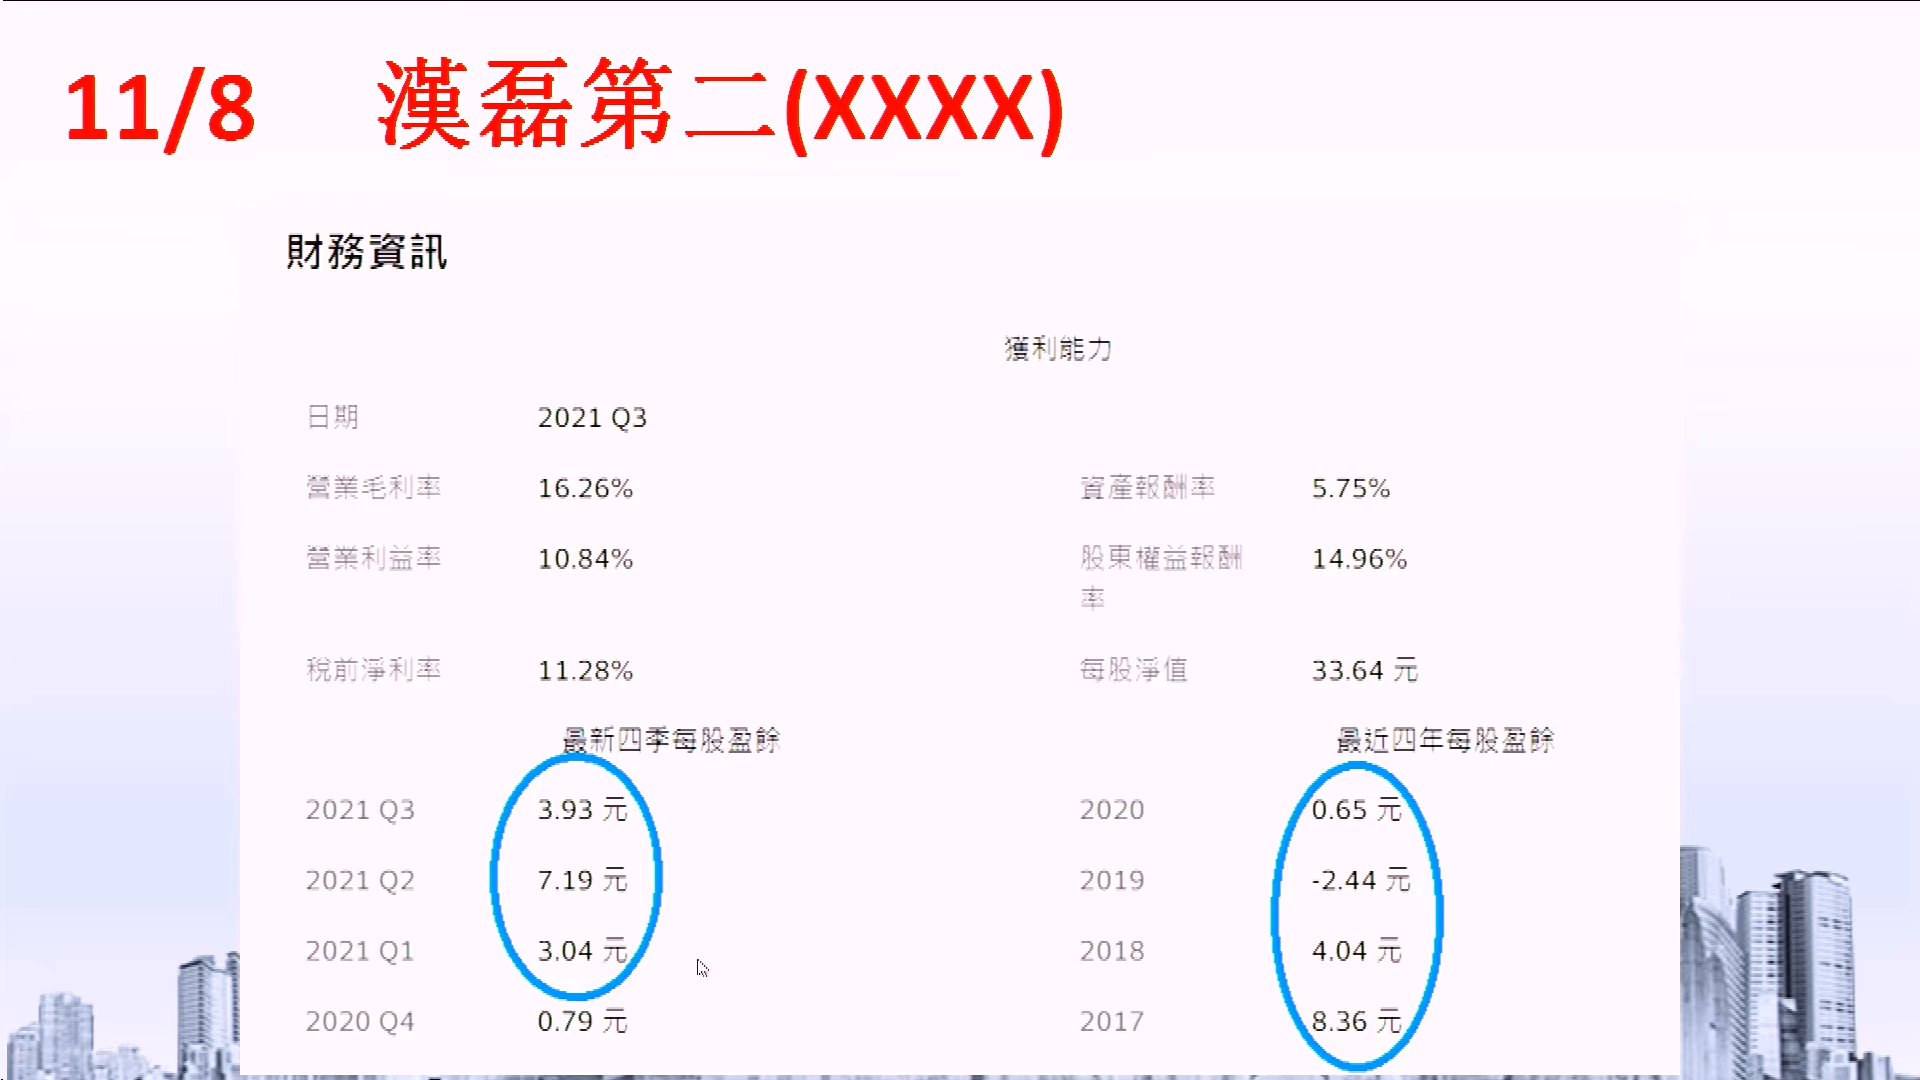 11/8 漢磊第二(XXXX)
財務資訊
獲利能力
日期 2021 Q3
營業毛利率 16.26% 資產報酬率 5.75%
營業利益率 10.84% 股東權益報酬
率 14.96%
稅前淨利率 11.28% 每股淨值 33.64 元
最新四季每股盈餘 最近四年每股盈餘
2021 Q3 3.93 元 2020 0.65 元
2021 Q2 7.19 元 2019 -2.44 元
2021 Q1 3.04 元 2018 4.04 元
2020 Q4 0.79 元 2017 8.36 元